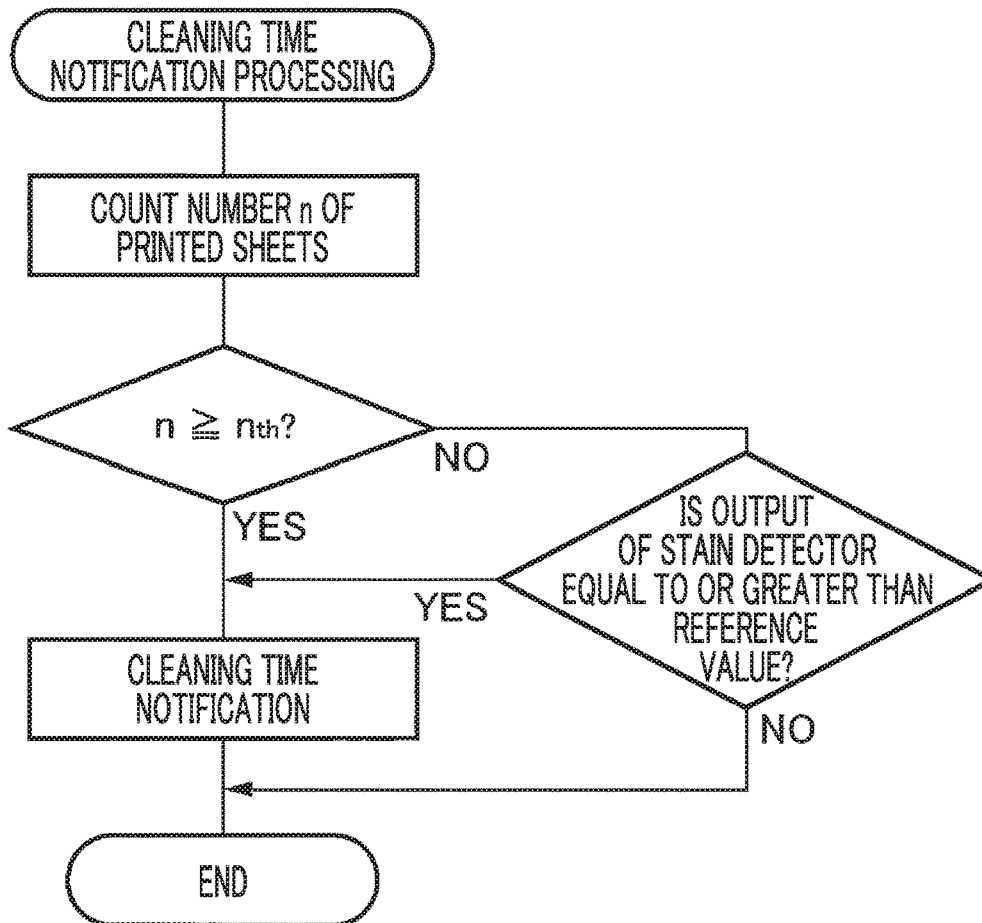 CLEANING TIME
NOTIFICATION PROCESSING
COUNT NUMBER n OF
PRINTED SHEETS
n ≧ nth?
NO
YES
IS OUTPUT
OF STAIN DETECTOR
EQUAL TO OR GREATER THAN
REFERENCE
VALUE?
YES
NO
CLEANING TIME
NOTIFICATION
END